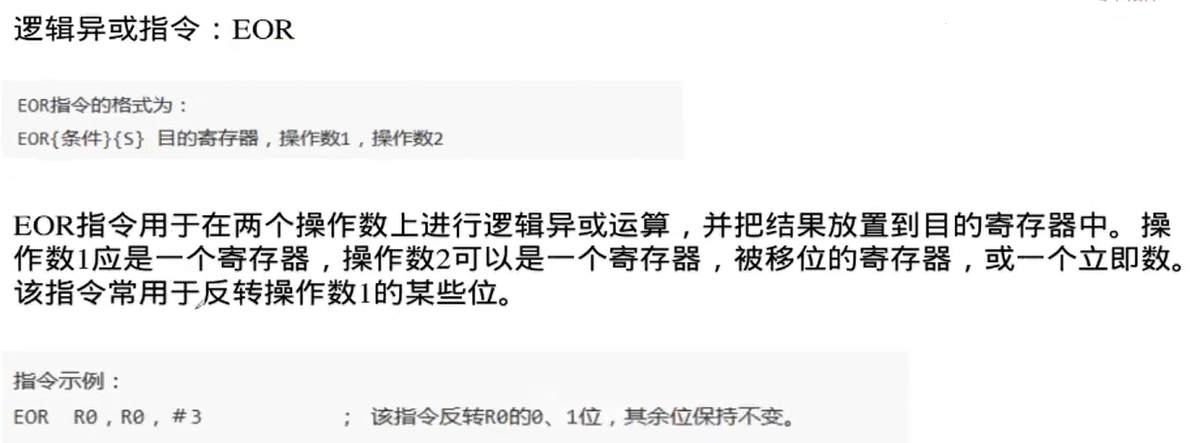 逻辑异或指令：EOR
EOR指令的格式为：
EOR{条件}{S} 目的寄存器，操作数1，操作数2
EOR指令用于在两个操作数上进行逻辑异或运算，并把结果放置到目的寄存器中。操
作数1应是一个寄存器，操作数2可以是一个寄存器，被移位的寄存器，或一个立即数。
该指令常用于反转操作数1的某些位。
指令示例：
EOR R0，R0，#3 ; 该指令反转R0的0、1位，其余位保持不变。